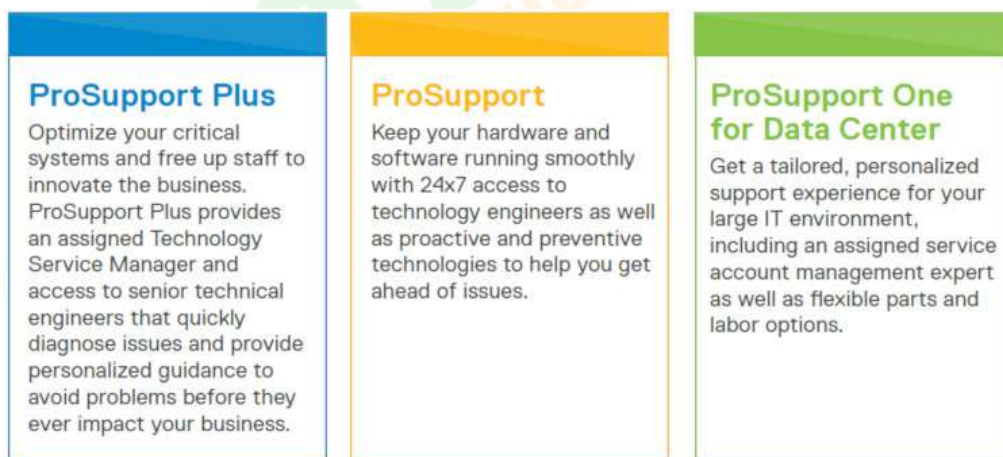 ProSupport Plus
Optimize your critical
systems and free up staff to
innovate the business.
ProSupport Plus provides
an assigned Technology
Service Manager and
access to senior technical
engineers that quickly
diagnose issues and provide
personalized guidance to
avoid problems before they
ever impact your business.
ProSupport
Keep your hardware and
software running smoothly
with 24x7 access to
technology engineers as well
as proactive and preventive
technologies to help you get
ahead of issues.
ProSupport One
for Data Center
Get a tailored, personalized
support experience for your
large IT environment,
including an assigned service
account management expert
as well as flexible parts and
labor options.